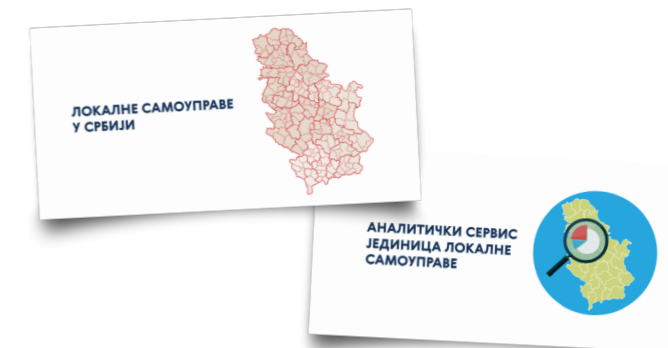 ЛОКАЛНЕ САМОУПРАВЕ
У СРБИЈИ
АНАЛИТИЧКИ СЕРВИС
ЈЕДИНИЦА ЛОКАЛНЕ
САМОУПРАВЕ